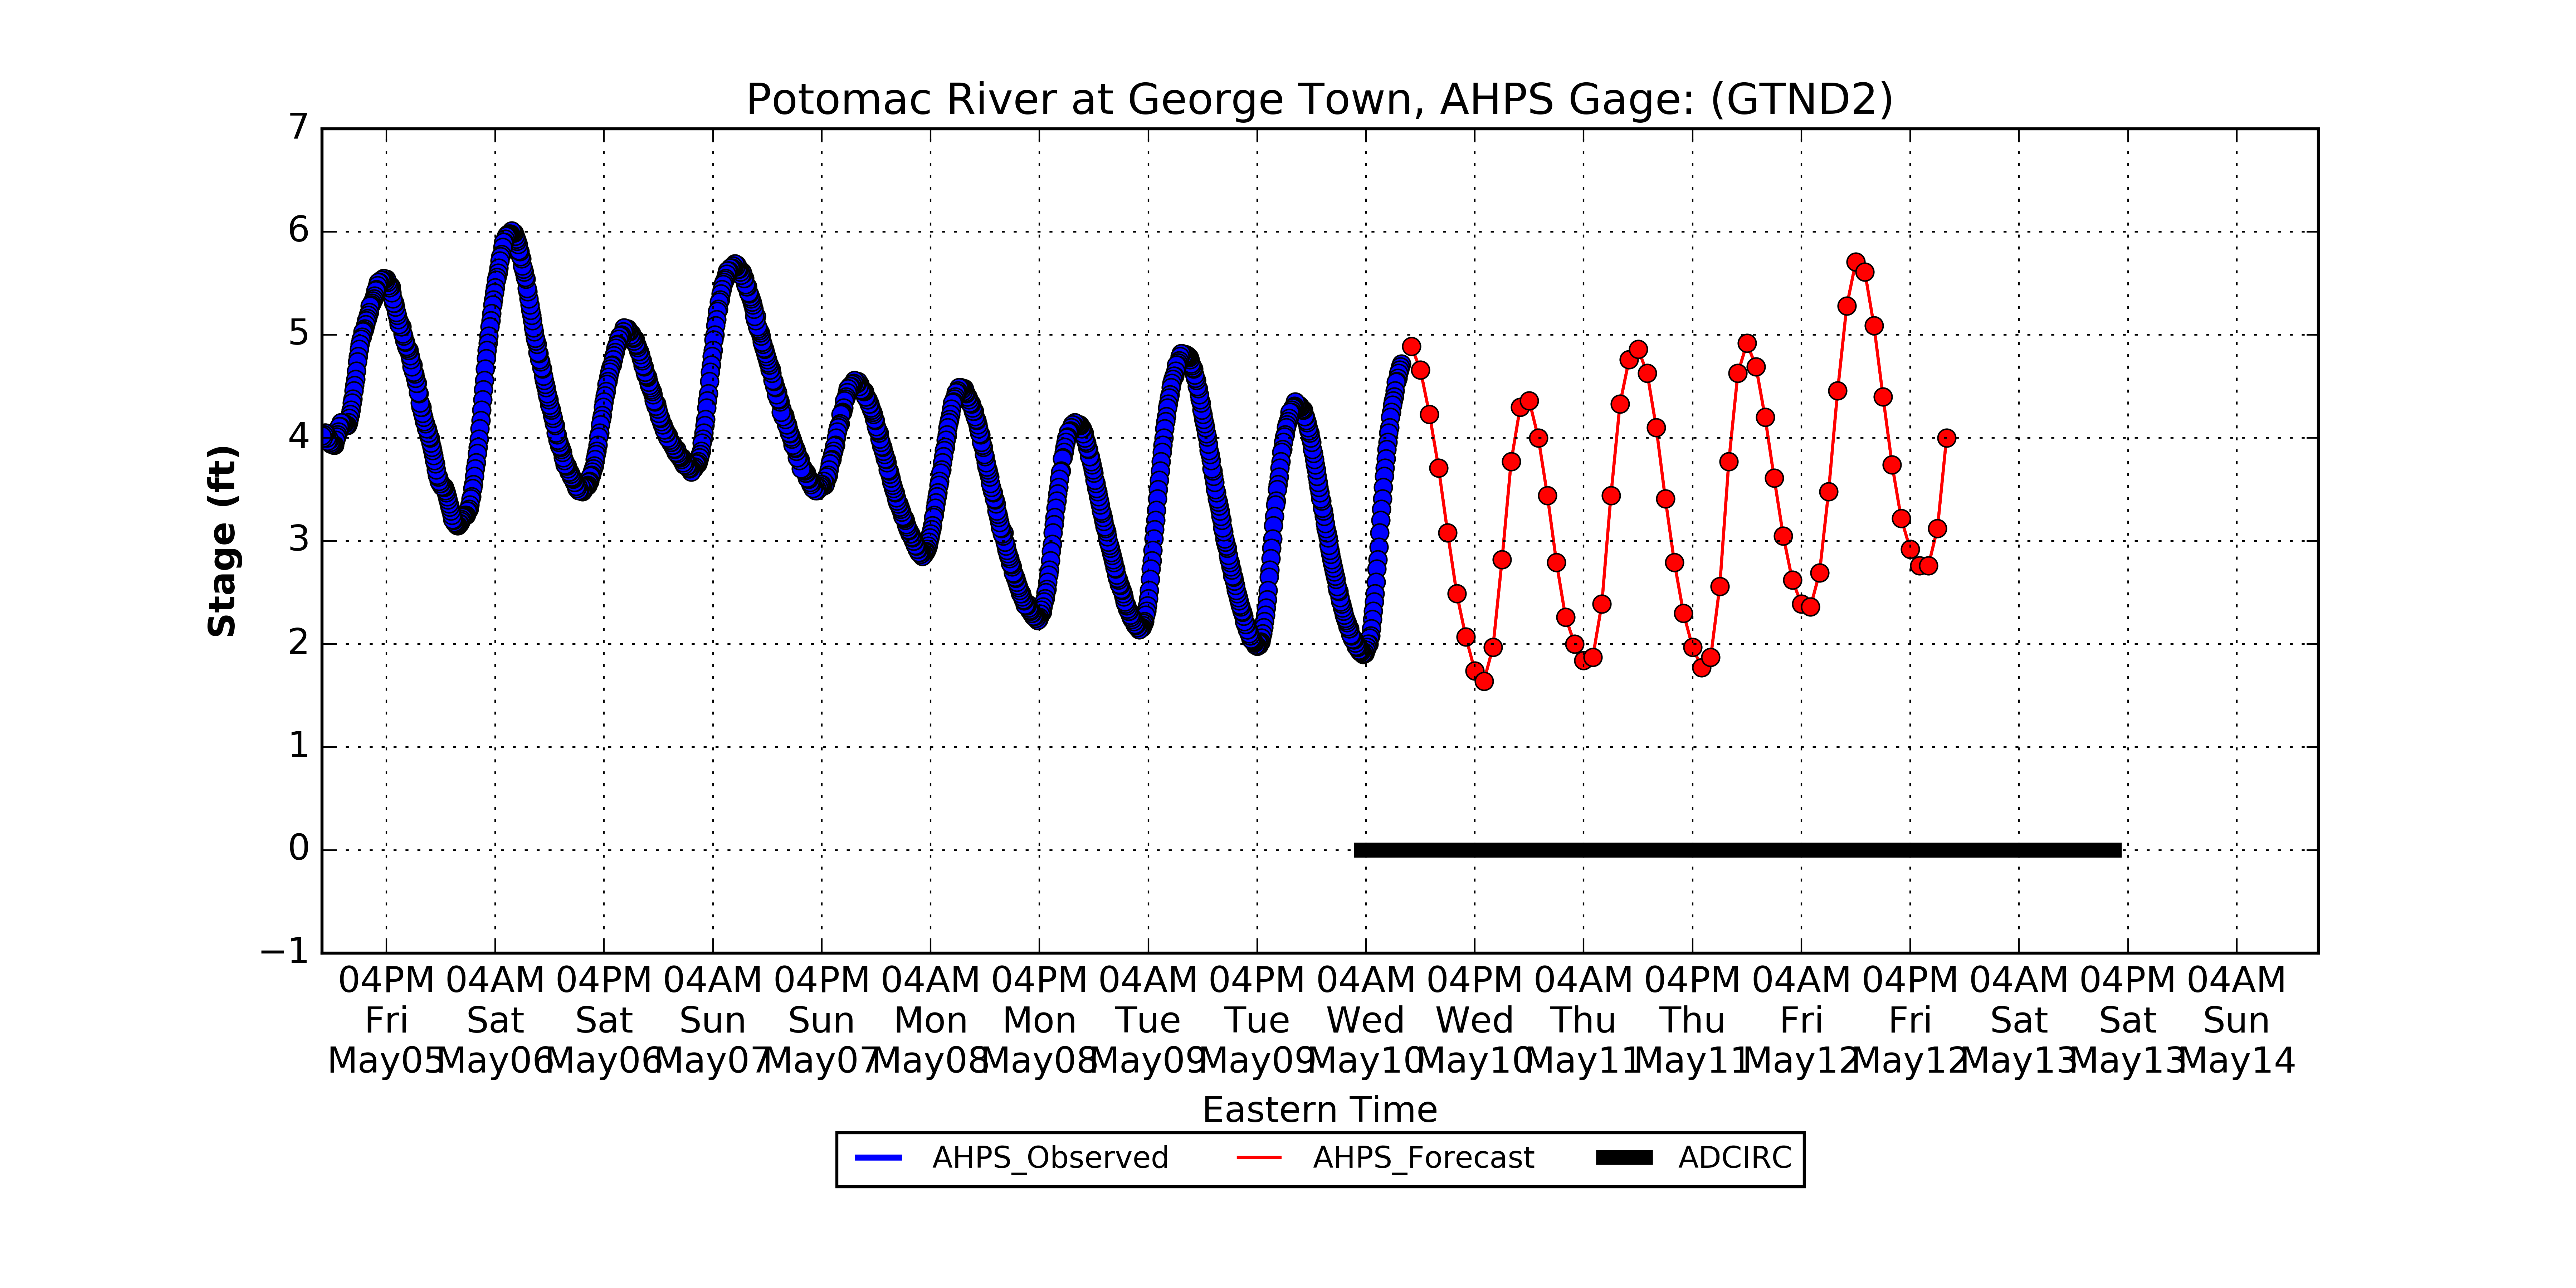 Potomac River at George Town, AHPS Gage: (GTND2)
7
6
5
4
3
2
1
0
−1
Stage (ft)
04PM 04AM 04PM 04AM 04PM 04AM 04PM 04AM 04PM 04AM 04PM 04AM 04PM 04AM 04PM 04AM 04PM 04AM
Fri Sat Sat Sun Sun Mon Mon Tue Tue Wed Wed Thu Thu Fri Fri Sat Sat Sun
May05 May06 May06 May07 May07 May08 May08 May09 May09 May10 May10 May11 May11 May12 May12 May13 May13 May14
Eastern Time
AHPS_Observed AHPS_Forecast ADCIRC